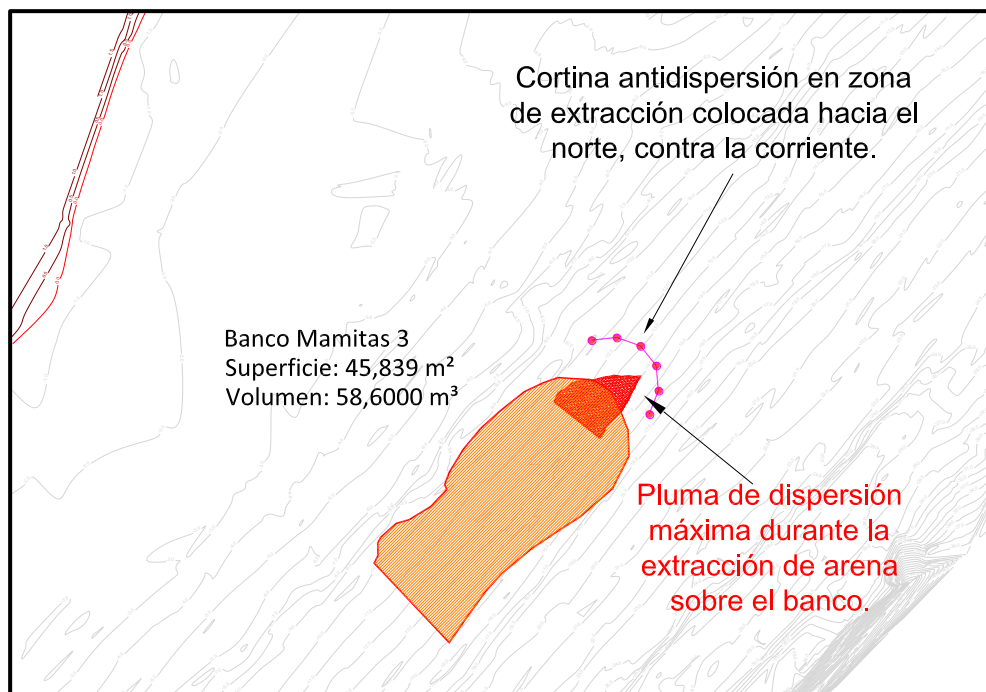 Cortina antidispersión en zona
de extracción colocada hacia el
norte, contra la corriente.
Banco Mamitas 3
Superficie: 45,839 m²
Volumen: 58,6000 m³
Pluma de dispersión
máxima durante la
extracción de arena
sobre el banco.